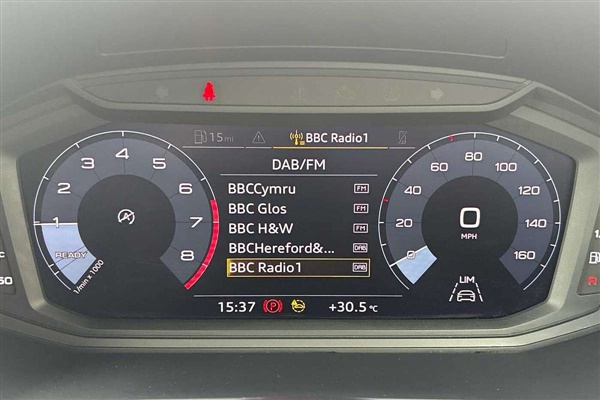 15 mi
BBC Radio1
DAB/FM
BBCCymru FM
BBC Glos FM
BBC H&W FM
BBCHereford&... DAB
BBC Radio1 DAB
15:37
P
+30.5 °C
READY
1
2
3
4
5
6
7
8
1/min x 1000
A
0
20
40
60
80
100
120
140
160
0
MPH
LIM